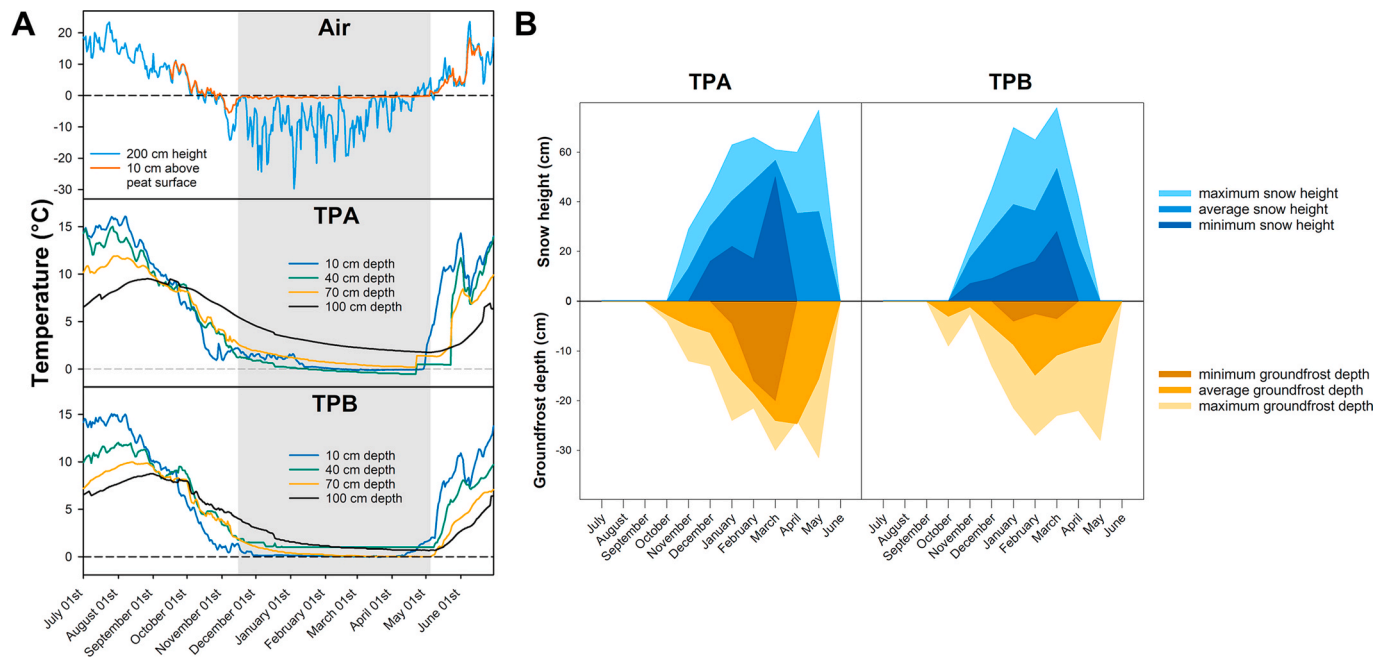 A
Air
20
10
0
-10
-20
-30
200 cm height
10 cm above
peat surface
Temperature (°C)
TPA
15
10
5
0
10 cm depth
40 cm depth
70 cm depth
100 cm depth
TPB
15
10
5
0
10 cm depth
40 cm depth
70 cm depth
100 cm depth
July 01st
August 01st
September 01st
October 01st
November 01st
December 01st
January 01st
February 01st
March 01st
April 01st
May 01st
June 01st
B
TPA
TPB
Snow height (cm)
60
40
20
0
Groundfrost depth (cm)
-10
-20
-30
maximum snow height
average snow height
minimum snow height
minimum groundfrost depth
average groundfrost depth
maximum groundfrost depth
July
August
September
October
November
December
January
February
March
April
May
June
July
August
September
October
November
December
January
February
March
April
May
June